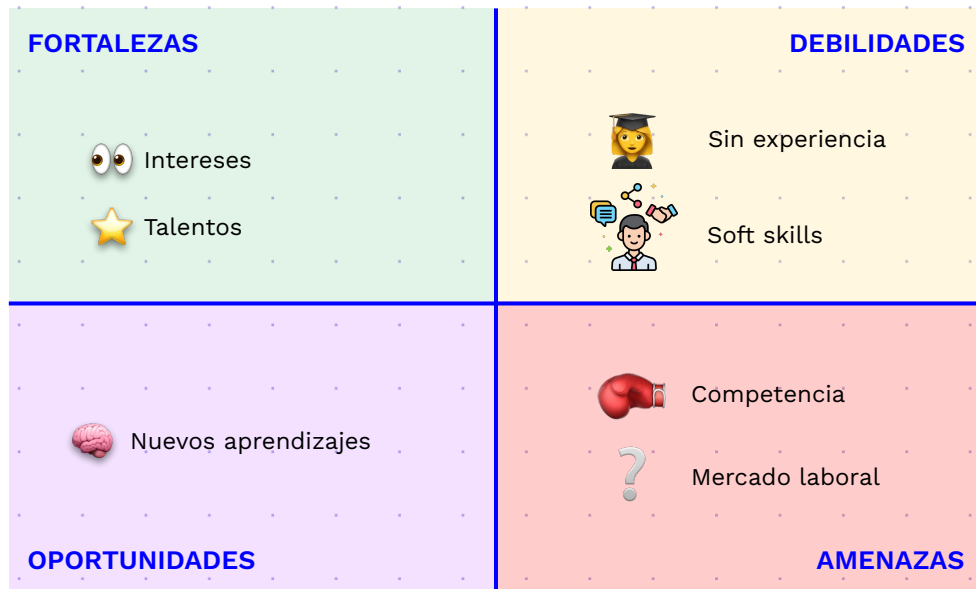 FORTALEZAS
Intereses
Talentos
DEBILIDADES
Sin experiencia
Soft skills
Nuevos aprendizajes
OPORTUNIDADES
Competencia
Mercado laboral
AMENAZAS